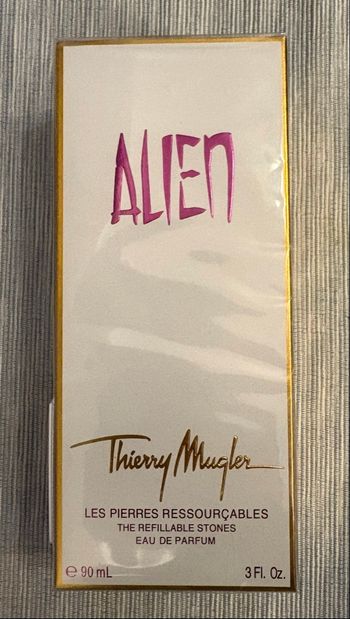 ALIEN
Thierry Mugler
LES PIERRES RESSOURÇABLES
THE REFILLABLE STONES
EAU DE PARFUM
℮ 90 mL 3 Fl. Oz.